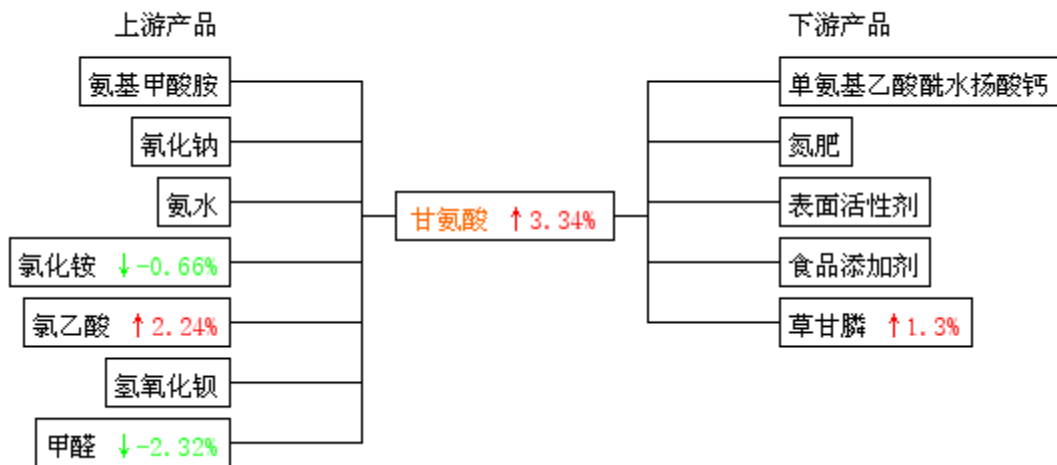 上游产品
下游产品
氨基甲酸胺
氰化钠
氨水
氯化铵 ↓-0.66%
氯乙酸 ↑2.24%
氢氧化钡
甲醛 ↓-2.32%
甘氨酸 ↑3.34%
单氨基乙酸酰水扬酸钙
氮肥
表面活性剂
食品添加剂
草甘膦 ↑1.3%